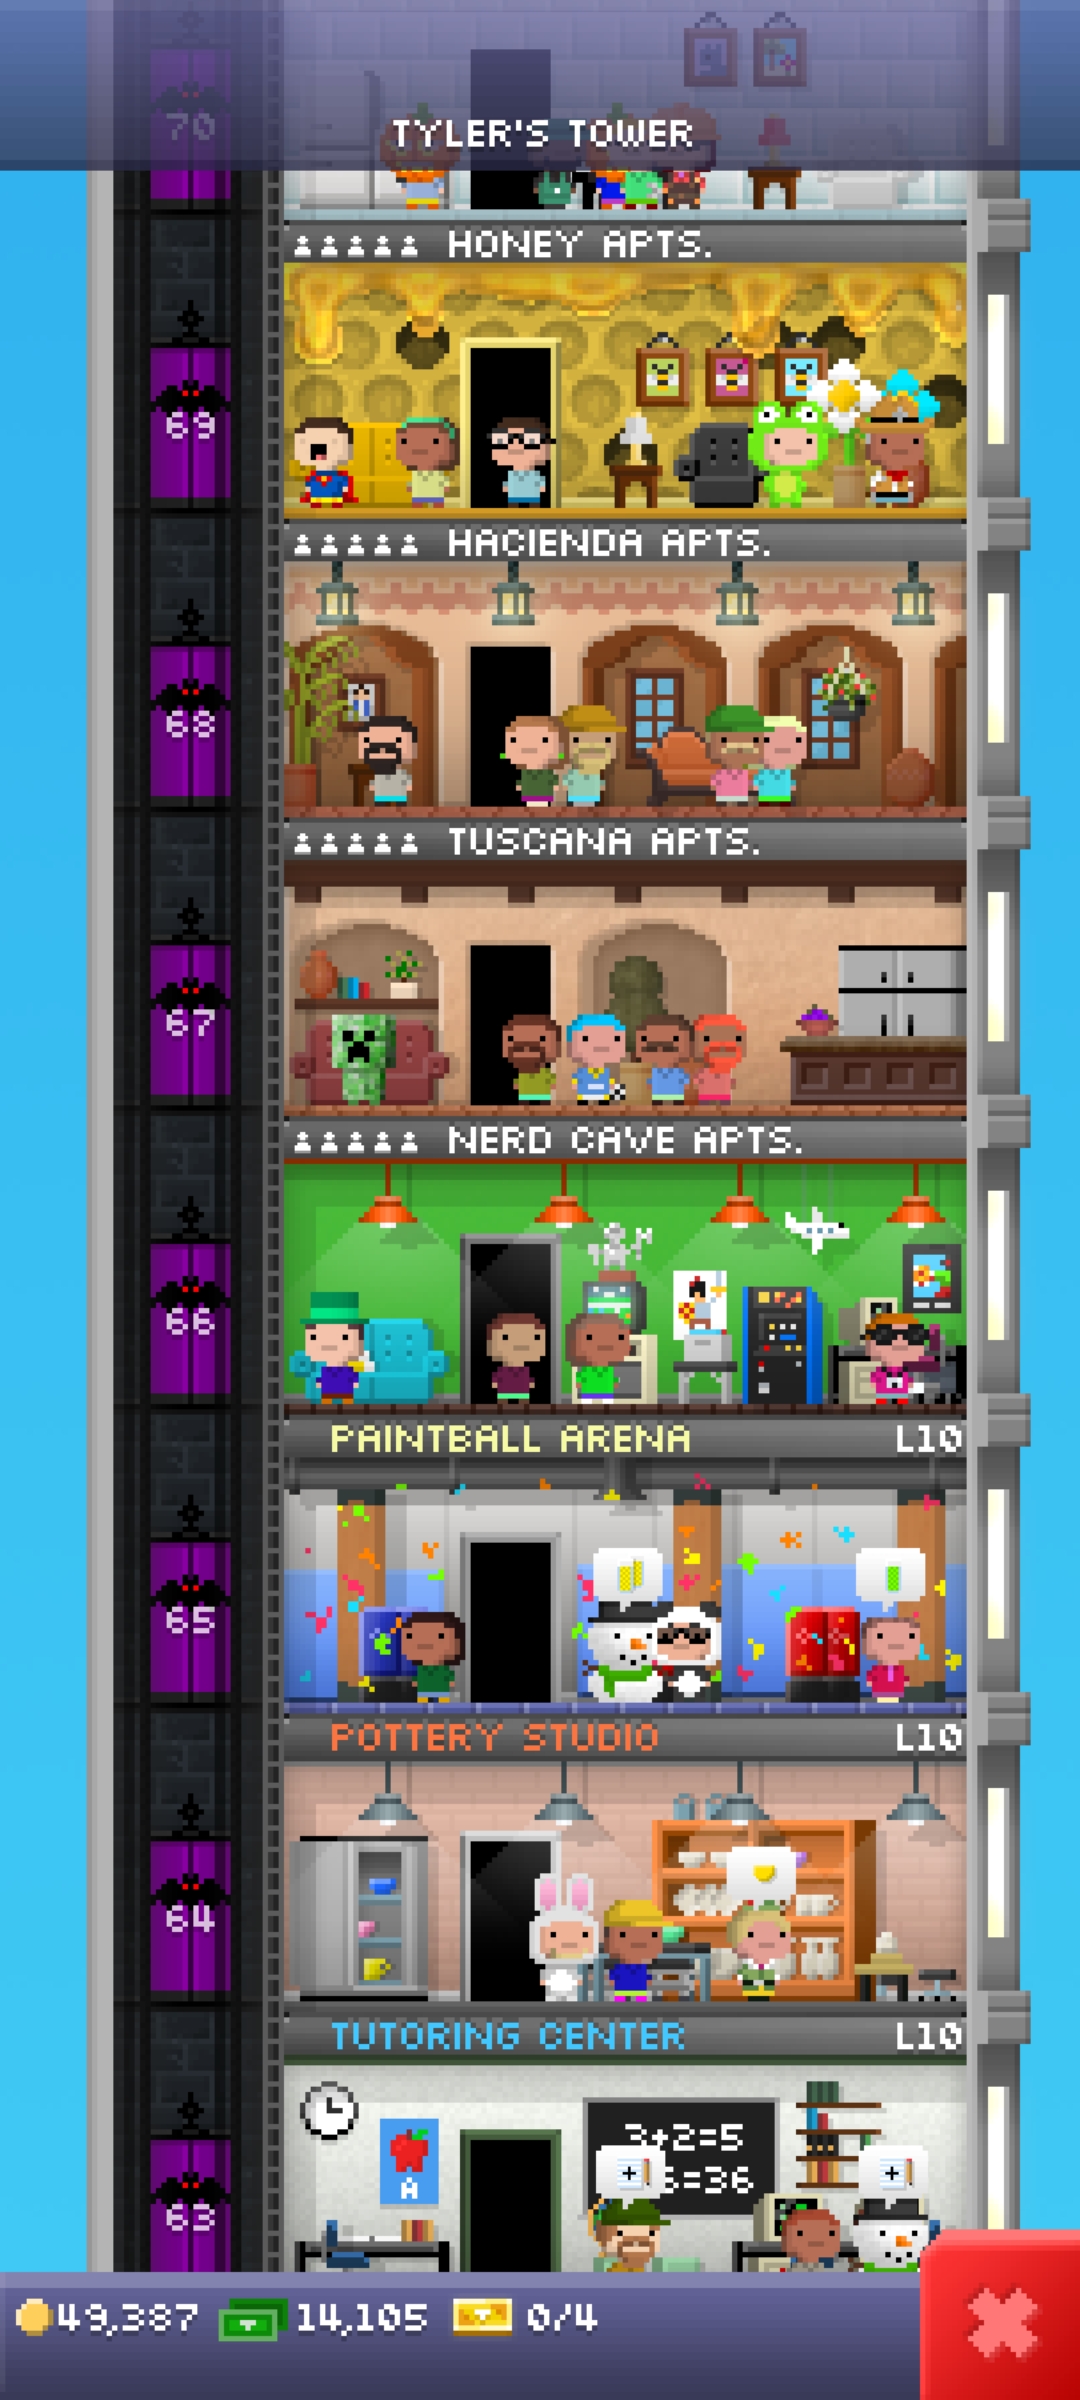 TYLER'S TOWER
70
HONEY APTS.
69
HACIENDA APTS.
68
TUSCANA APTS.
67
NERD CAVE APTS.
66
PAINTBALL ARENA L10
65
POTTERY STUDIO L10
64
TUTORING CENTER L10
3+2=5
=36
A
63
49,387 14,105 0/4